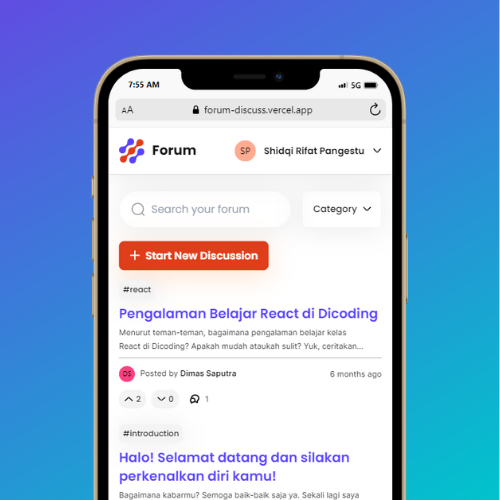 7:55 AM
5G
AA
forum-discuss.vercel.app
Forum
SP
Shidqi Rifat Pangestu
Search your forum
Category
+ Start New Discussion
#react
Pengalaman Belajar React di Dicoding
Menurut teman-teman, bagaimana pengalaman belajar kelas
React di Dicoding? Apakah mudah ataukah sulit? Yuk, ceritakan...
DS
Posted by Dimas Saputra
6 months ago
2
0
1
#introduction
Halo! Selamat datang dan silakan
perkenalkan diri kamu!
Bagaimana kabarmu? Semoga baik-baik saja ya. Sekali lagi saya